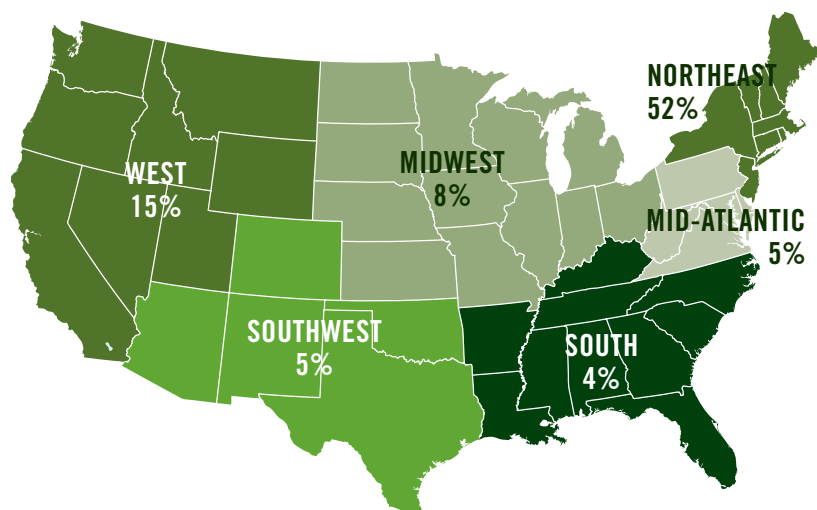 NORTHEAST
52%
WEST
15%
MIDWEST
8%
MID-ATLANTIC
5%
SOUTHWEST
5%
SOUTH
4%